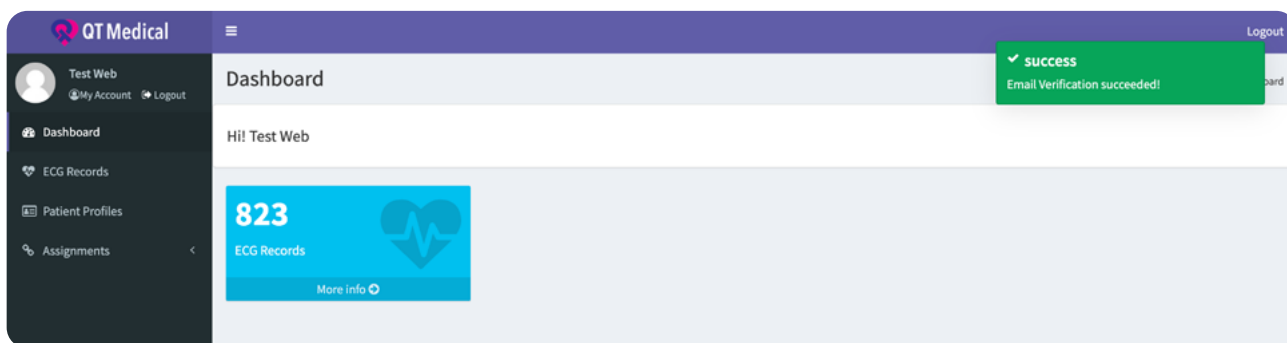 QT Medical
Logout
Test Web
My Account Logout
Dashboard
ECG Records
Patient Profiles
Assignments
Dashboard
success
Email Verification succeeded!
Hi! Test Web
823
ECG Records
More info